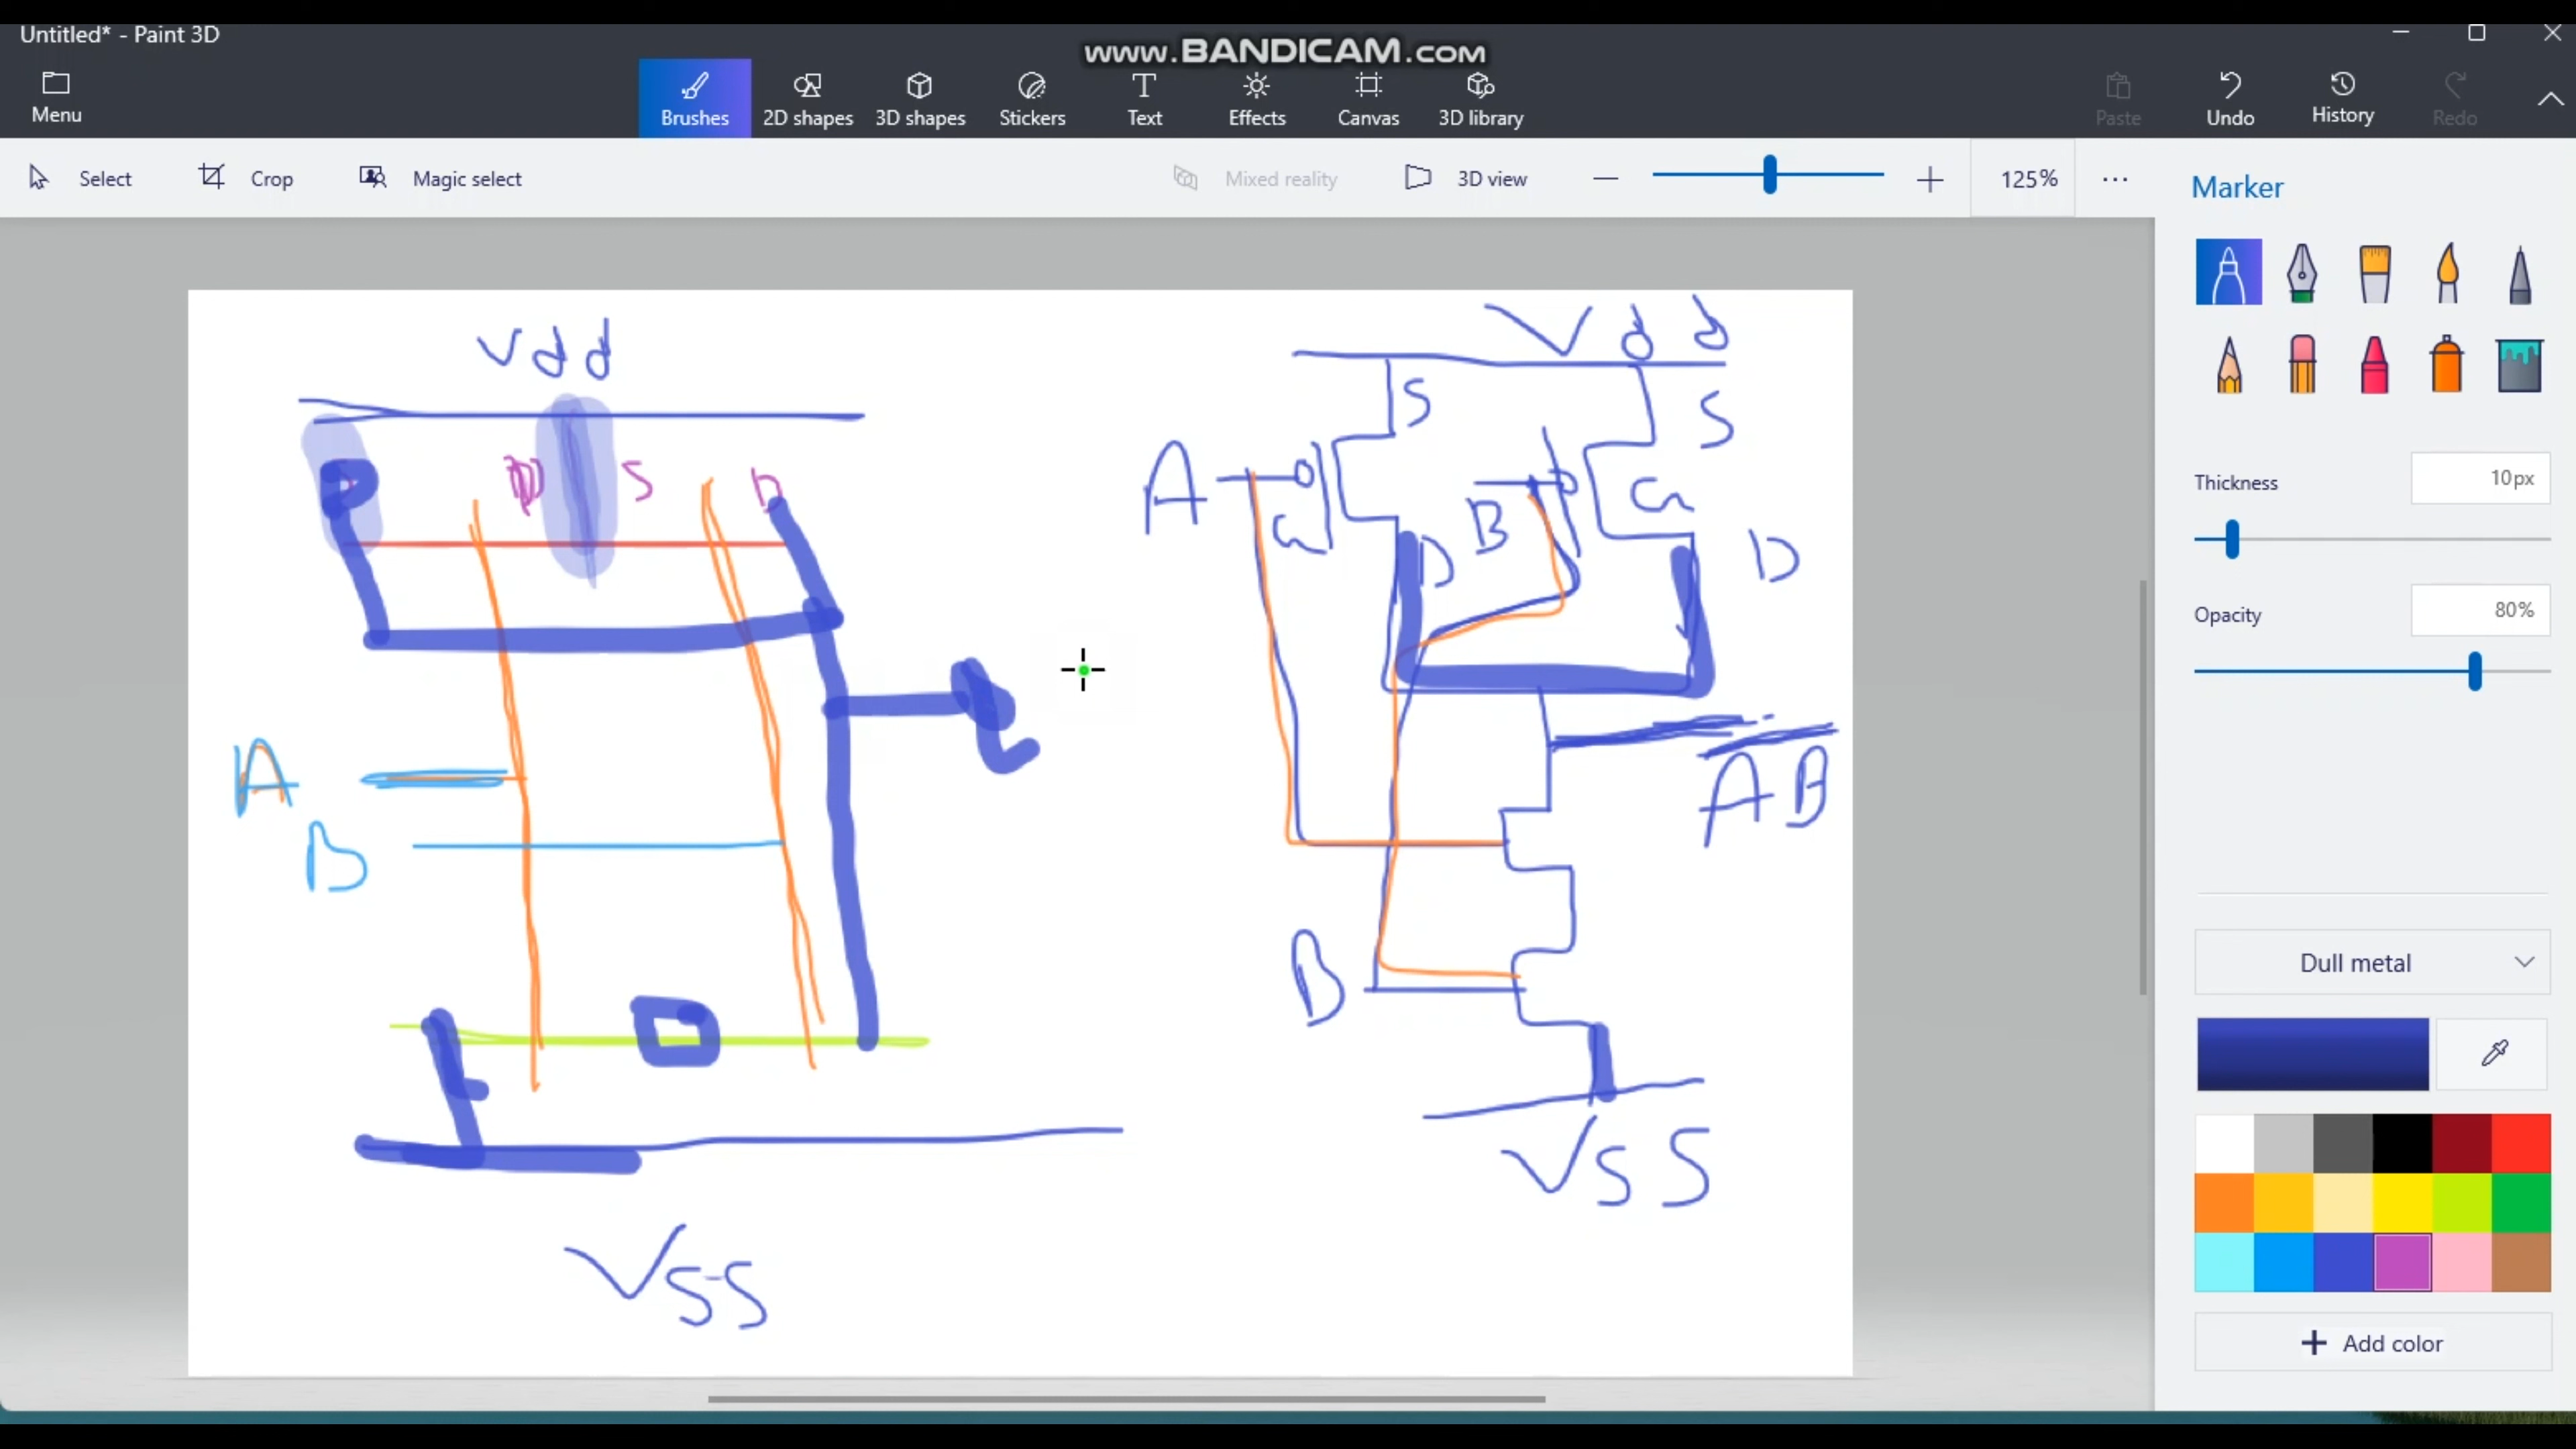 Untitled* - Paint 3D
www.BANDICAM.com
Menu
Brushes
2D shapes
3D shapes
Stickers
Text
Effects
Canvas
3D library
Paste
Undo
History
Redo
Select
Crop
Magic select
Mixed reality
3D view
125%
Marker
Thickness
10px
Opacity
80%
Dull metal
Add color
Vdd
S
D
A
B
Vss
Vdd
S
S
A
B
G
G
D
D
AB
B
VSS